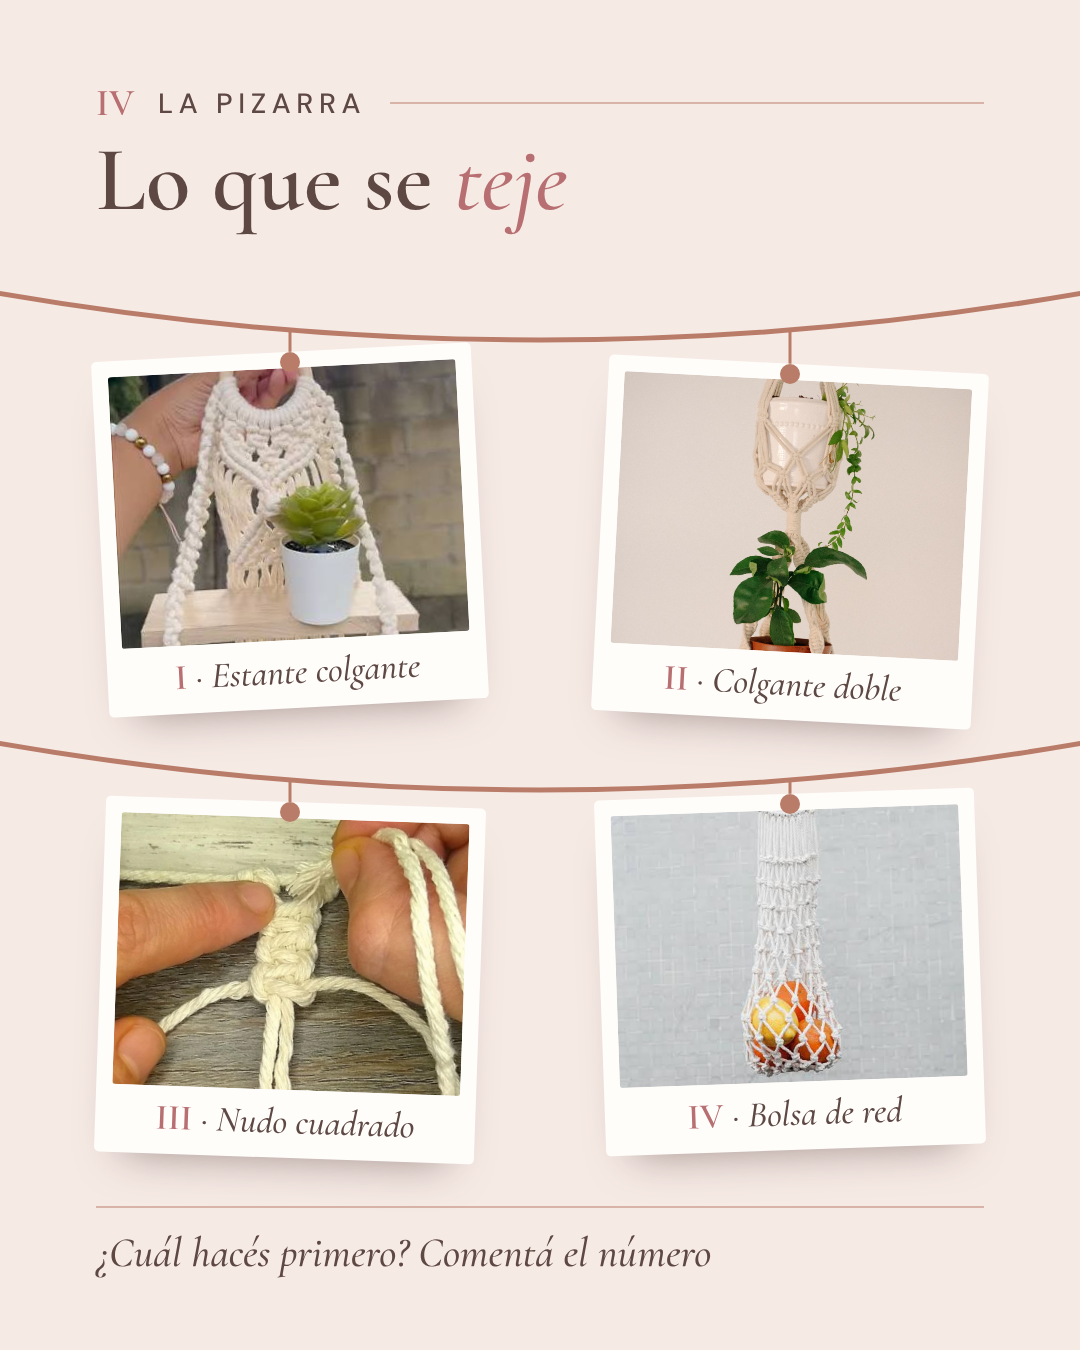 IV LA PIZARRA
Lo que se teje
I · Estante colgante
II · Colgante doble
III · Nudo cuadrado
IV · Bolsa de red
¿Cuál hacés primero? Comentá el número